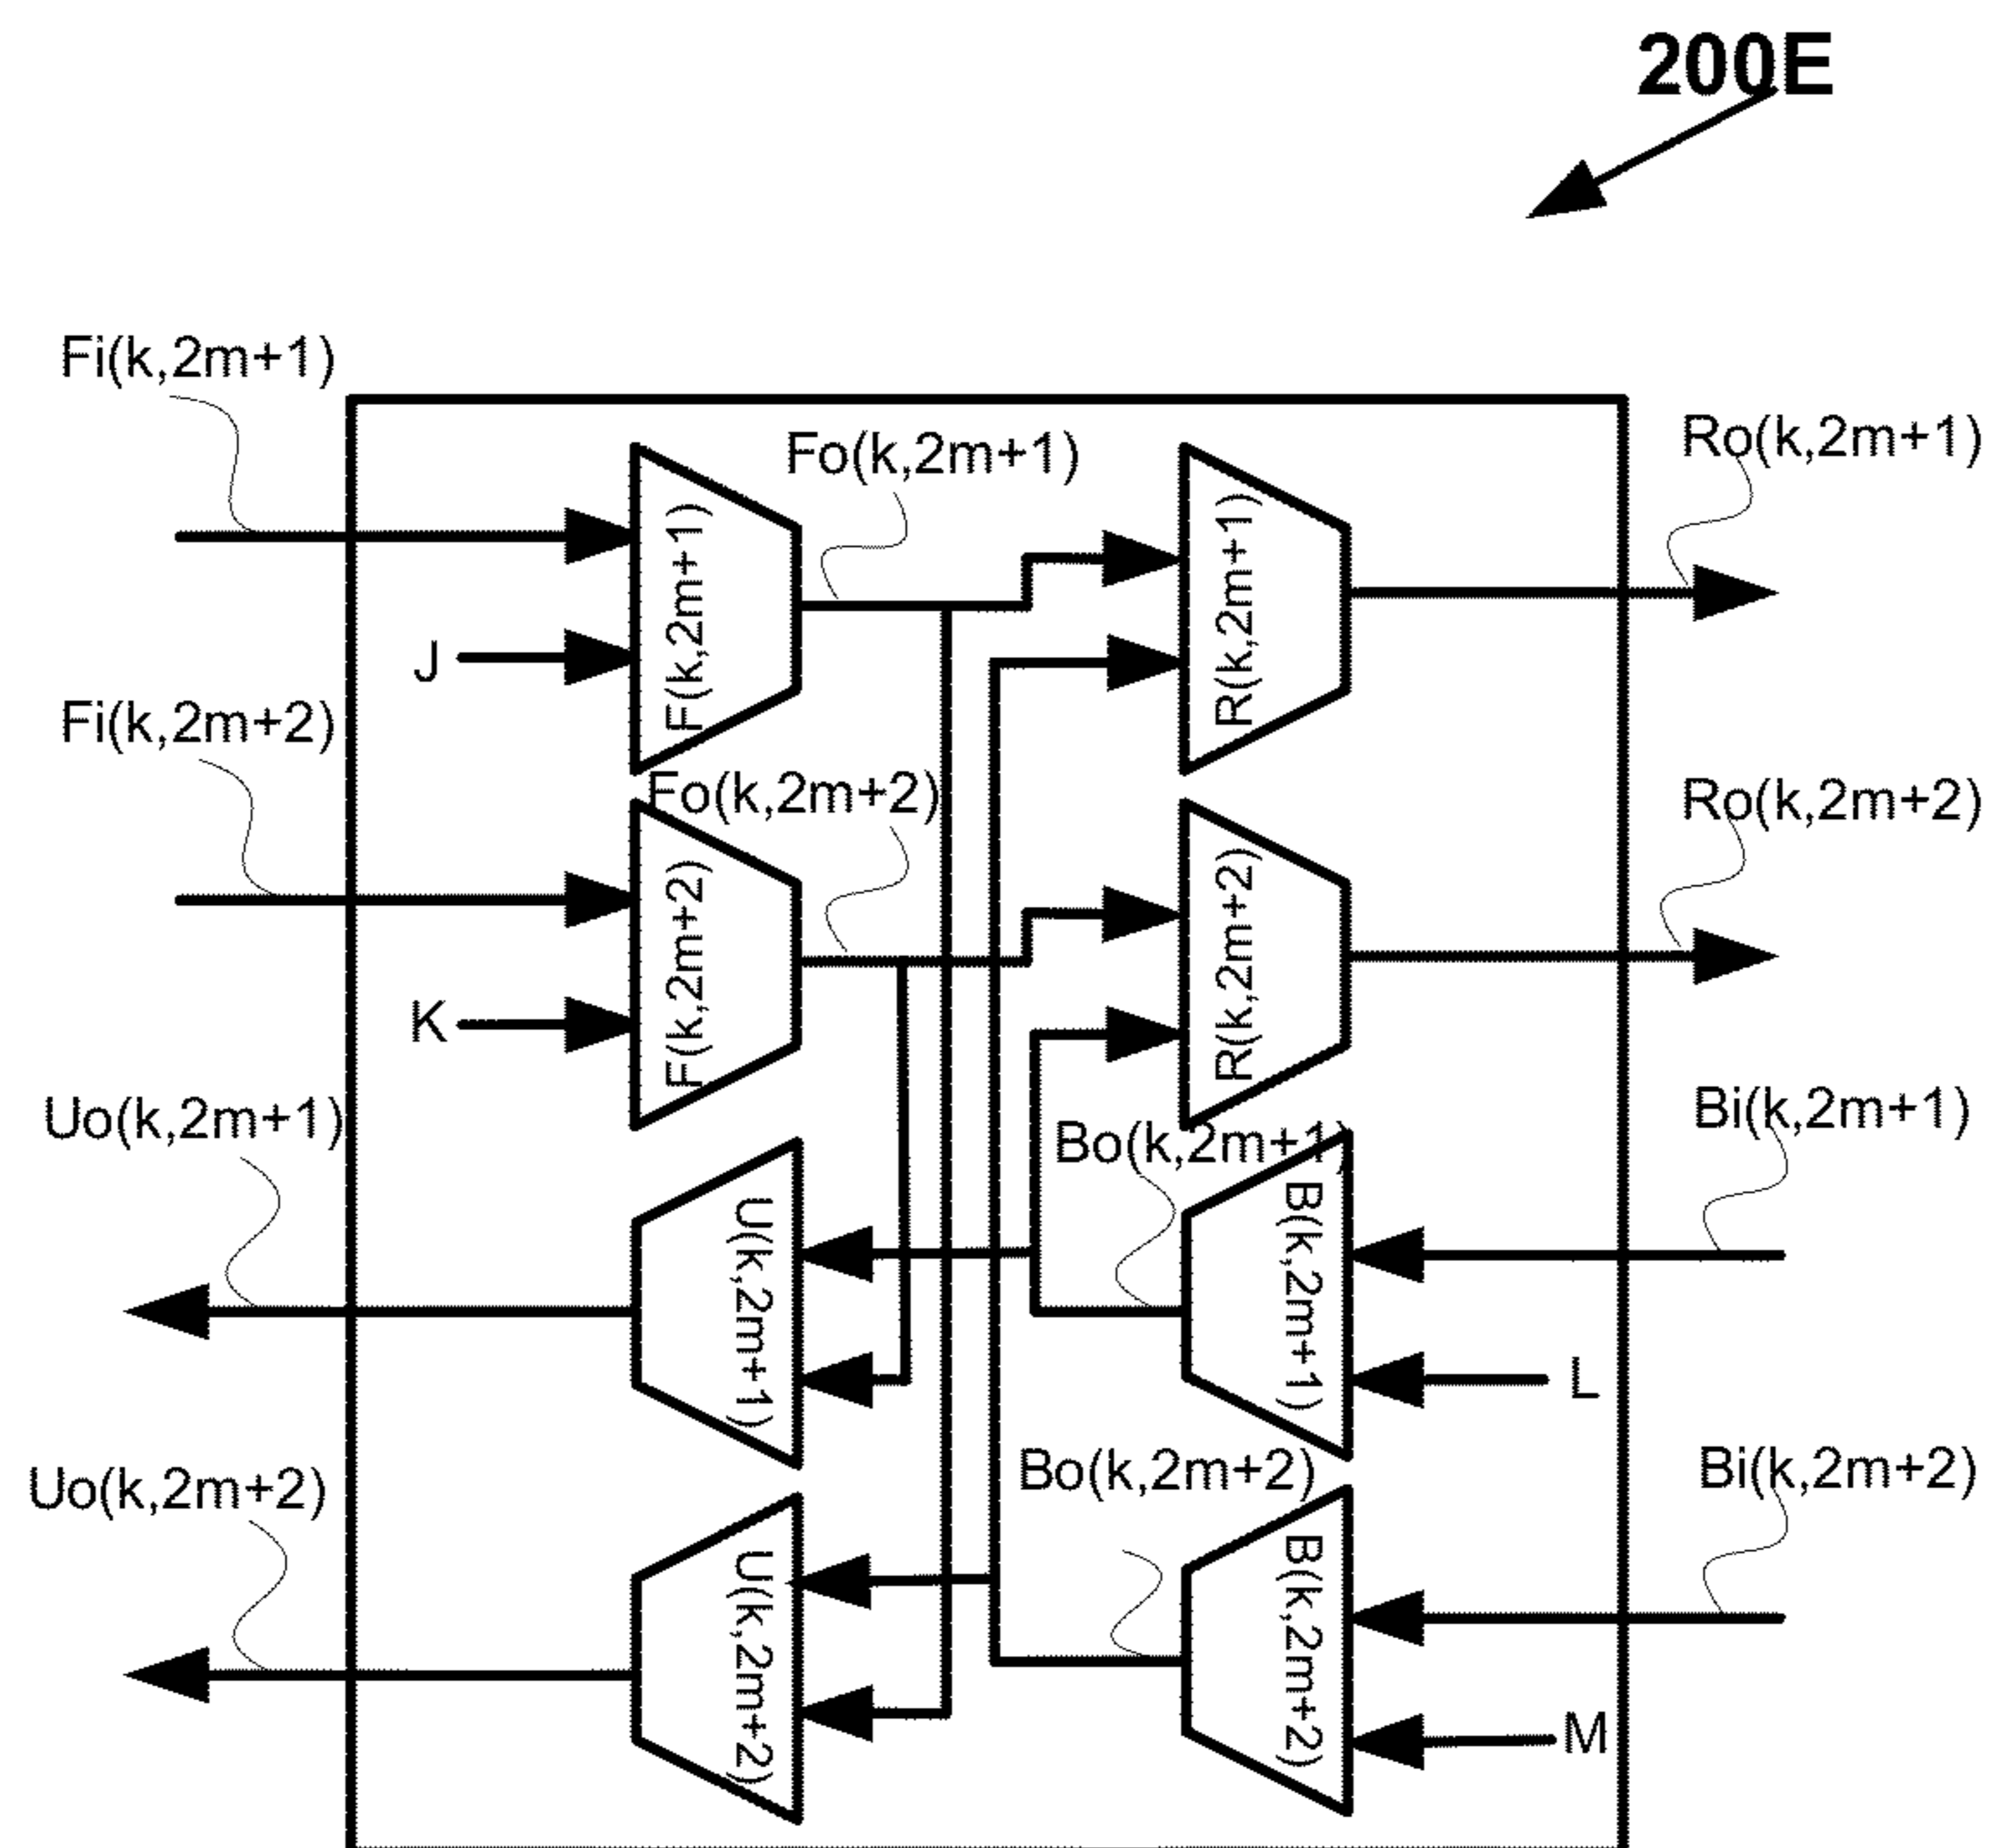 200E
Fi(k,2m+1)
Fo(k,2m+1)
Ro(k,2m+1)
F(k,2m+1)
R(k,2m+1)
J
Fi(k,2m+2)
Fo(k,2m+2)
Ro(k,2m+2)
F(k,2m+2)
R(k,2m+2)
K
Uo(k,2m+1)
Bo(k,2m+1)
Bi(k,2m+1)
U(k,2m+1)
B(k,2m+1)
L
Uo(k,2m+2)
Bo(k,2m+2)
Bi(k,2m+2)
U(k,2m+2)
B(k,2m+2)
M